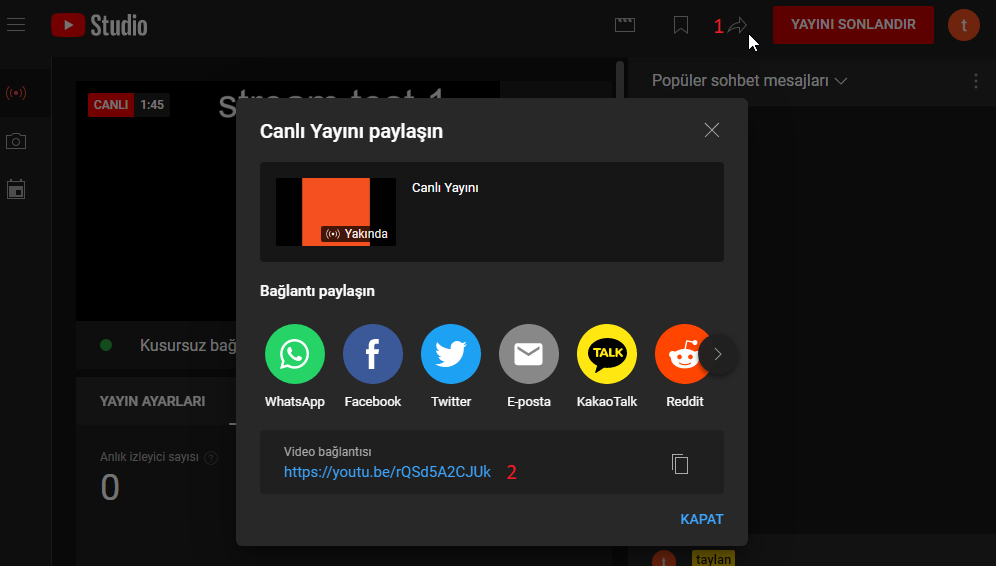 Studio
1
YAYINI SONLANDIR
t
Popüler sohbet mesajları
CANLI 1:45
stream test 1
Canlı Yayını paylaşın
Canlı Yayını
Yakında
Bağlantı paylaşın
TALK
WhatsApp Facebook Twitter E-posta KakaoTalk Reddit
Kusursuz bağ
YAYIN AYARLARI
Video bağlantısı
https://youtu.be/rQSd5A2CJUk 2
Anlık izleyici sayısı ?
0
KAPAT
t taylan